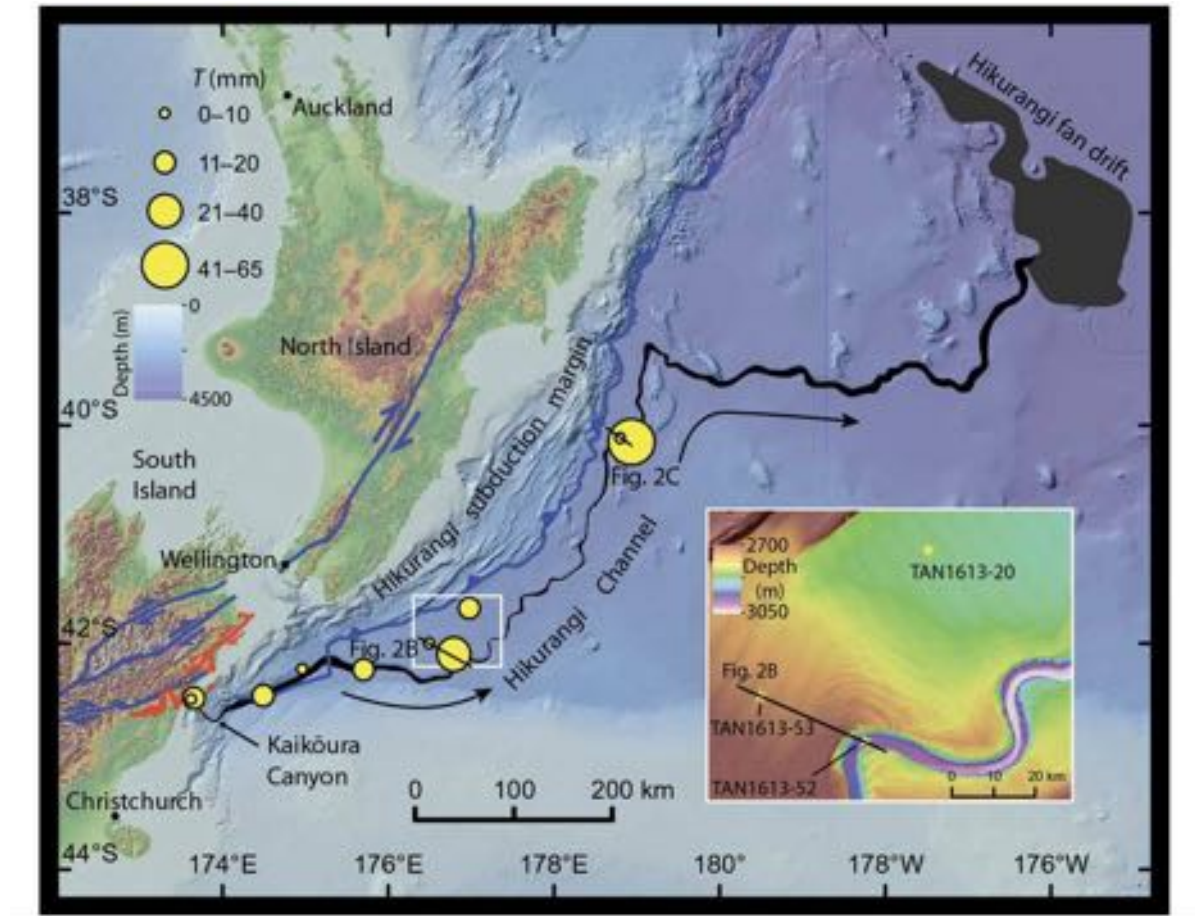 T (mm)
0–10
11–20
21–40
41–65
Depth (m)
0
4500
38°S
40°S
42°S
44°S
174°E
176°E
178°E
180°
178°W
176°W
Auckland
North Island
South
Island
Wellington
Christchurch
Kaikōura
Canyon
Hikurangi subduction margin
Hikurangi Channel
Hikurangi fan drift
Fig. 2B
Fig. 2C
0 100 200 km
2700
Depth
(m)
3050
TAN1613-20
Fig. 2B
TAN1613-53
TAN1613-52
0 10 20 km